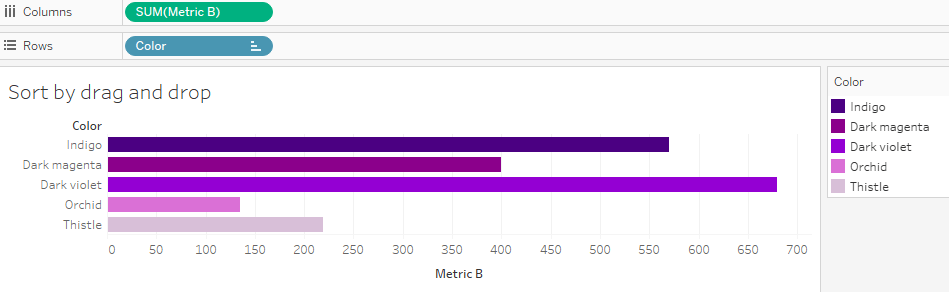 Columns SUM(Metric B)
Rows Color
Sort by drag and drop
Color
Indigo
Dark magenta
Dark violet
Orchid
Thistle
0 50 100 150 200 250 300 350 400 450 500 550 600 650 700
Metric B
Color
Indigo
Dark magenta
Dark violet
Orchid
Thistle